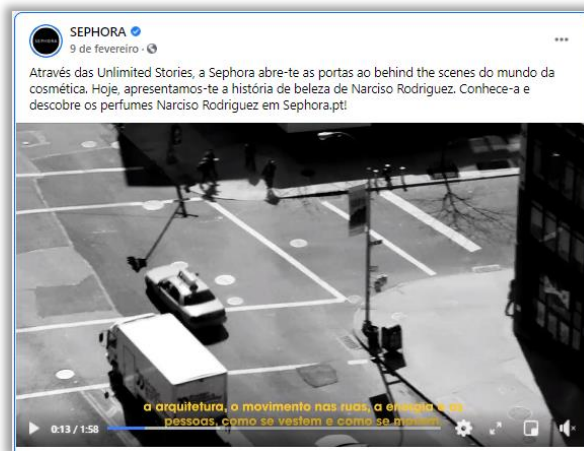 SEPHORA
SEPHORA
9 de fevereiro ·
Através das Unlimited Stories, a Sephora abre-te as portas ao behind the scenes do mundo da
cosmética. Hoje, apresentamos-te a história de beleza de Narciso Rodriguez. Conhece-a e
descobre os perfumes Narciso Rodriguez em Sephora.pt!
a arquitetura, o movimento nas ruas, a energia e as
pessoas, como se vestem e como se movem,
0:13 / 1:58